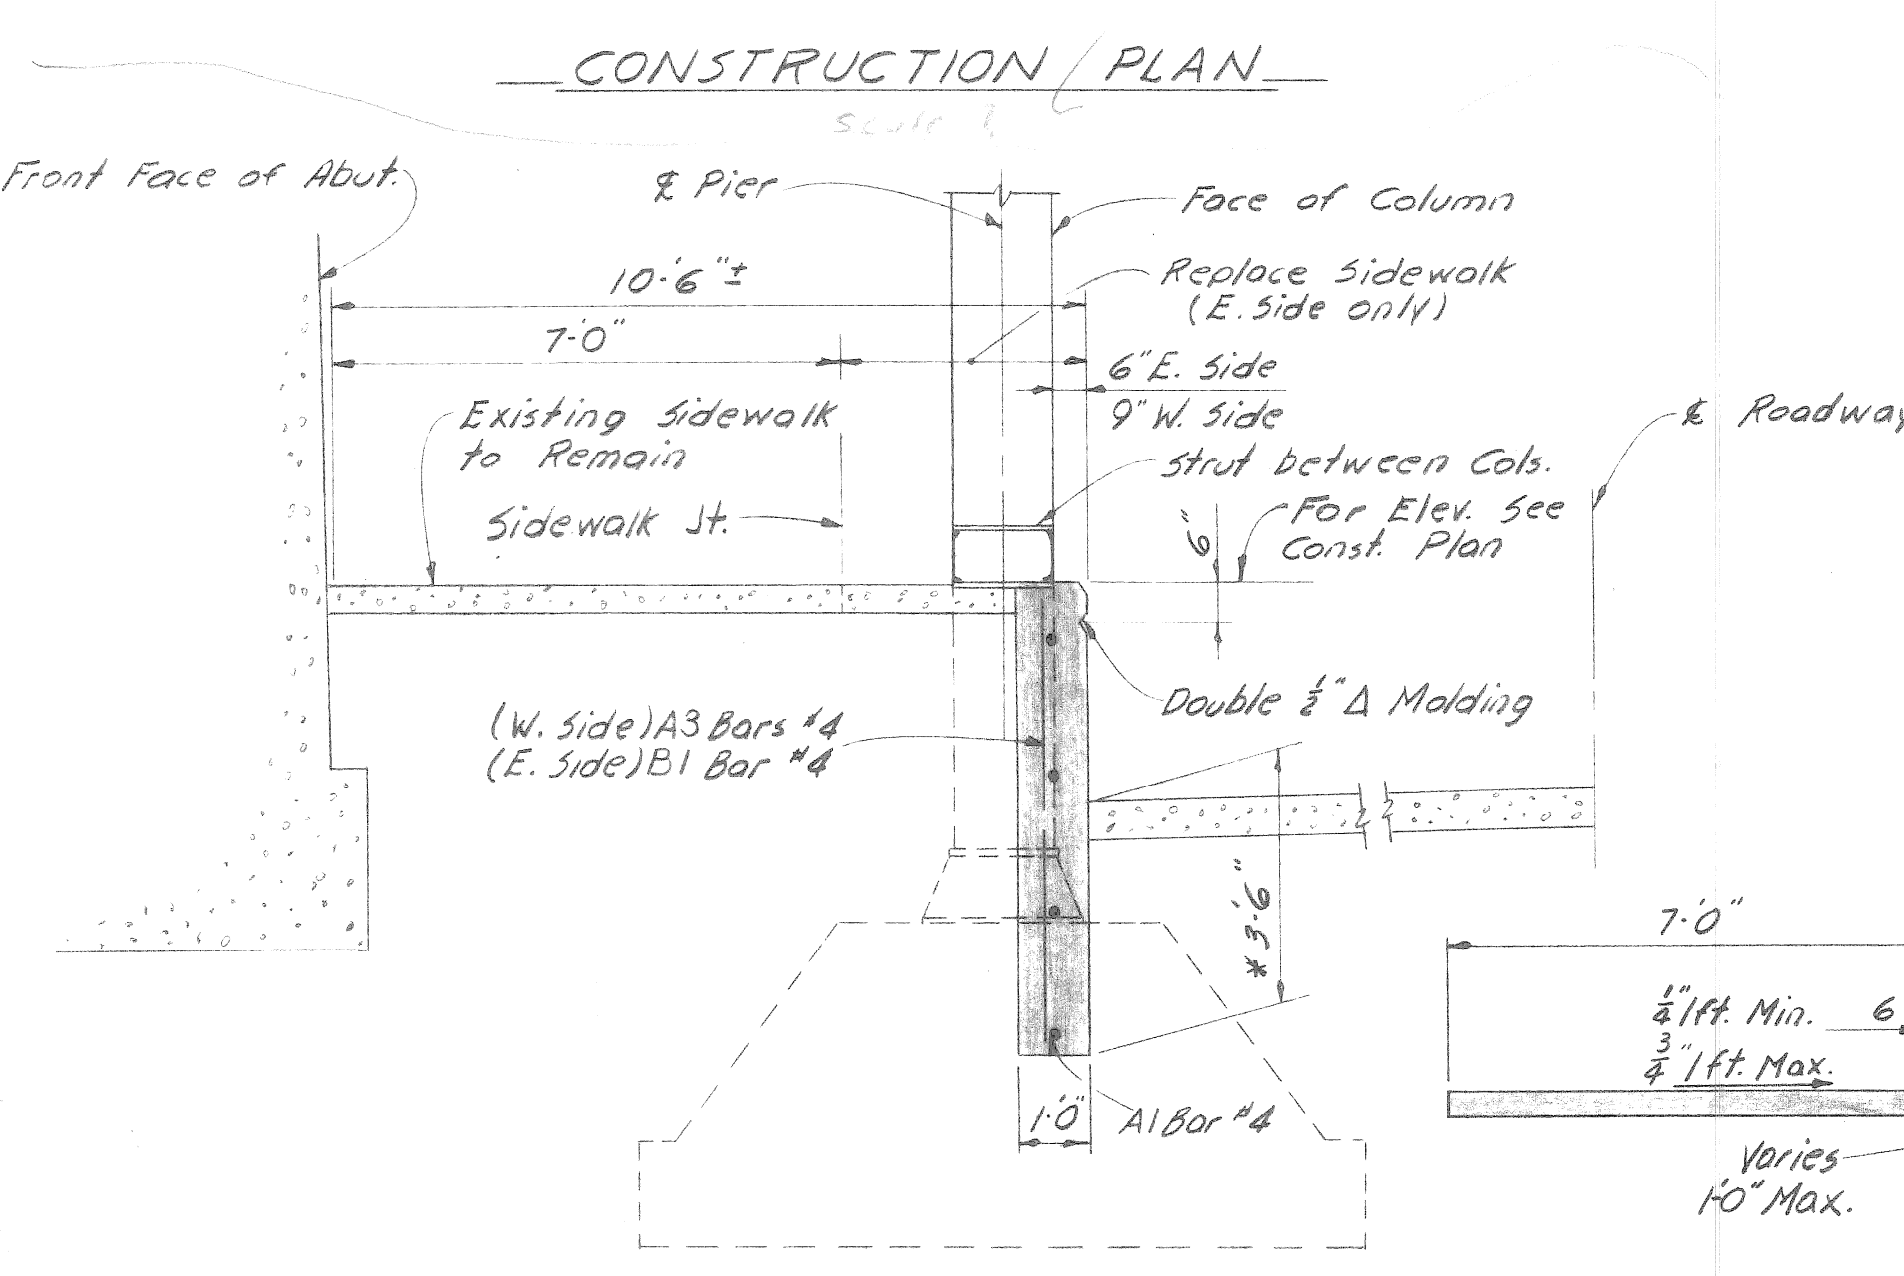 CONSTRUCTION PLAN
Scale
Front Face of Abut.
℄ Pier
Face of Column
10'-6"±
Replace Sidewalk
(E. Side only)
7'-0"
6" E. Side
9" W. Side
Existing Sidewalk
to Remain
℄ Roadway
Strut between Cols.
Sidewalk Jt.
6"
For Elev. See
Const. Plan
Double ½" Δ Molding
(W. Side) A3 Bars #4
(E. Side) B1 Bar #4
* 3'-6"
7'-0"
¼"/ft. Min.
6
¾"/ft. Max.
1'-0"
A1 Bar #4
Varies
1'-0" Max.